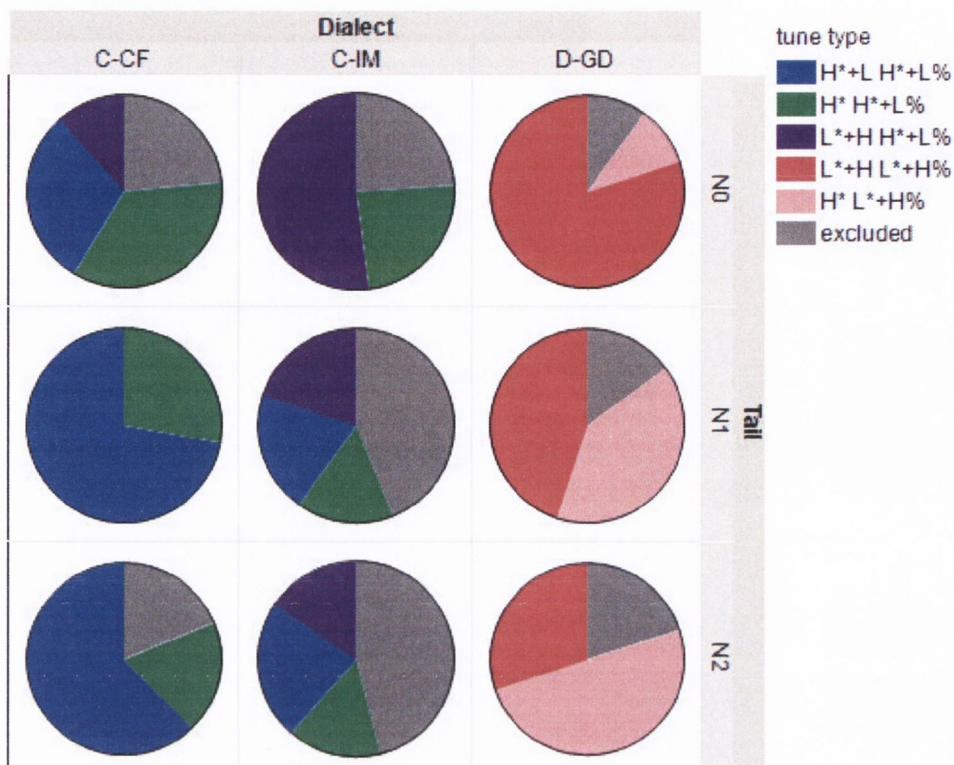 Dialect
C-CF C-IM D-GD
N0
N1
N2
Tail
tune type
H*+L H*+L%
H* H*+L%
L*+H H*+L%
L*+H L*+H%
H* L*+H%
excluded